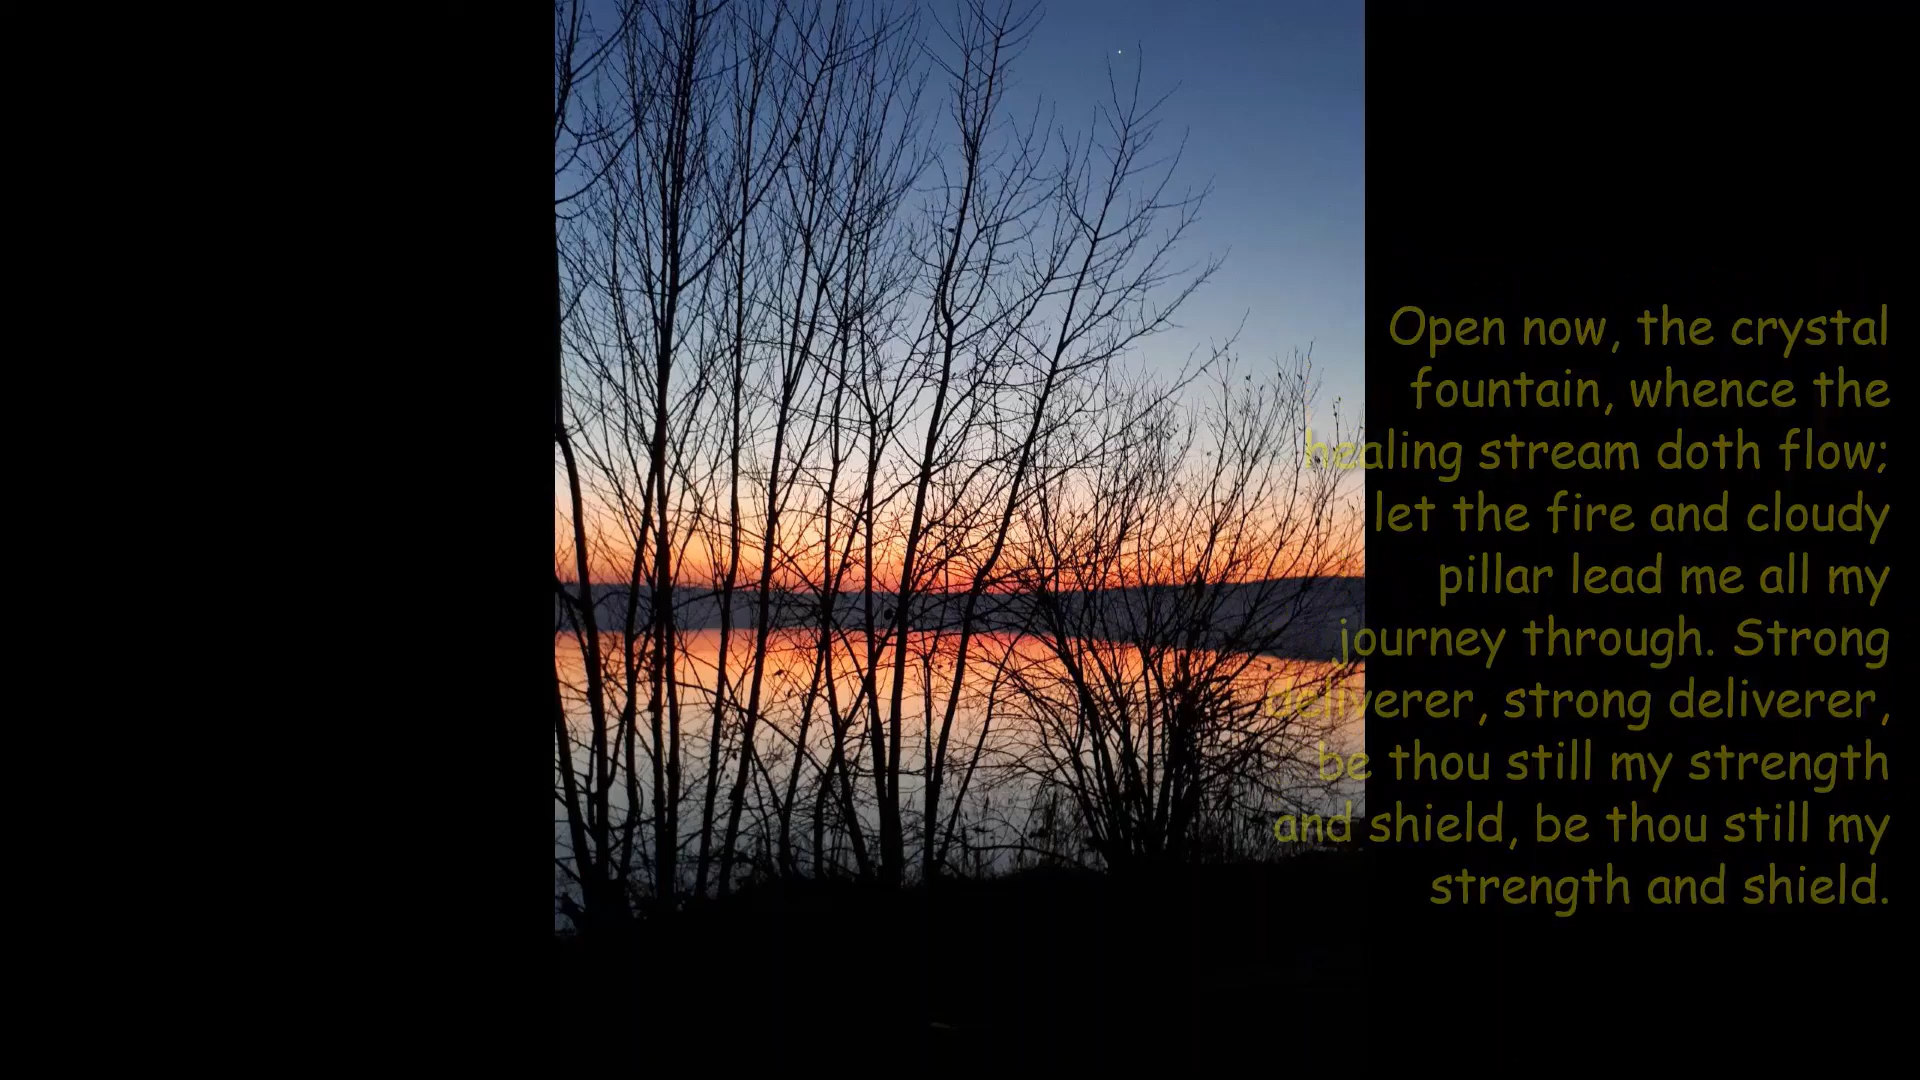 Open now, the crystal
fountain, whence the
healing stream doth flow;
let the fire and cloudy
pillar lead me all my
journey through. Strong
deliverer, strong deliverer,
be thou still my strength
and shield, be thou still my
strength and shield.